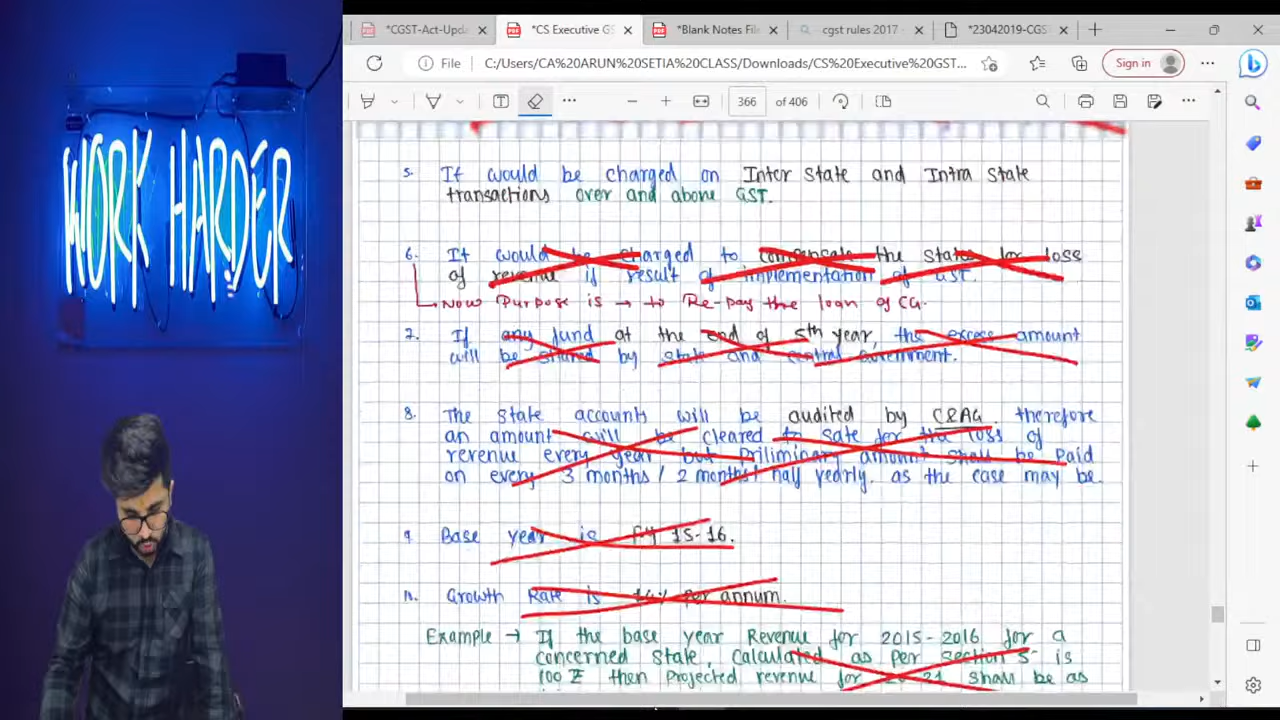 WORK HARDER
*CGST-Act-Upda
*CS Executive GS
*Blank Notes File
cgst rules 2017
*23042019-CGS
File
C:/Users/CA%20ARUN%20SETIA%20CLASS/Downloads/CS%20Executive%20GST...
Sign in
366 of 406
5. It would be charged on Inter State and Intra State
transactions over and above GST.
6. It would be charged to compensate the states for loss
of revenue if result of implementation of GST.
Now Purpose is → to Re-pay the loan of CG.
7. If any fund at the end of 5th year, the excess amount
will be shared by state and central Government.
8. The state accounts will be audited by C&AG. therefore
an amount will be cleared to sate for the loss of
revenue every year but Priliminary amount shall be paid
on every 3 months / 2 months/ half yearly. as the case may be.
9. Base year is FY 15-16.
Growth Rate is 14% per annum.
Example → If the base year Revenue for 2015-2016 for a
concerned State, calculated as per section 5 is
100 then Projected revenue for shall be as